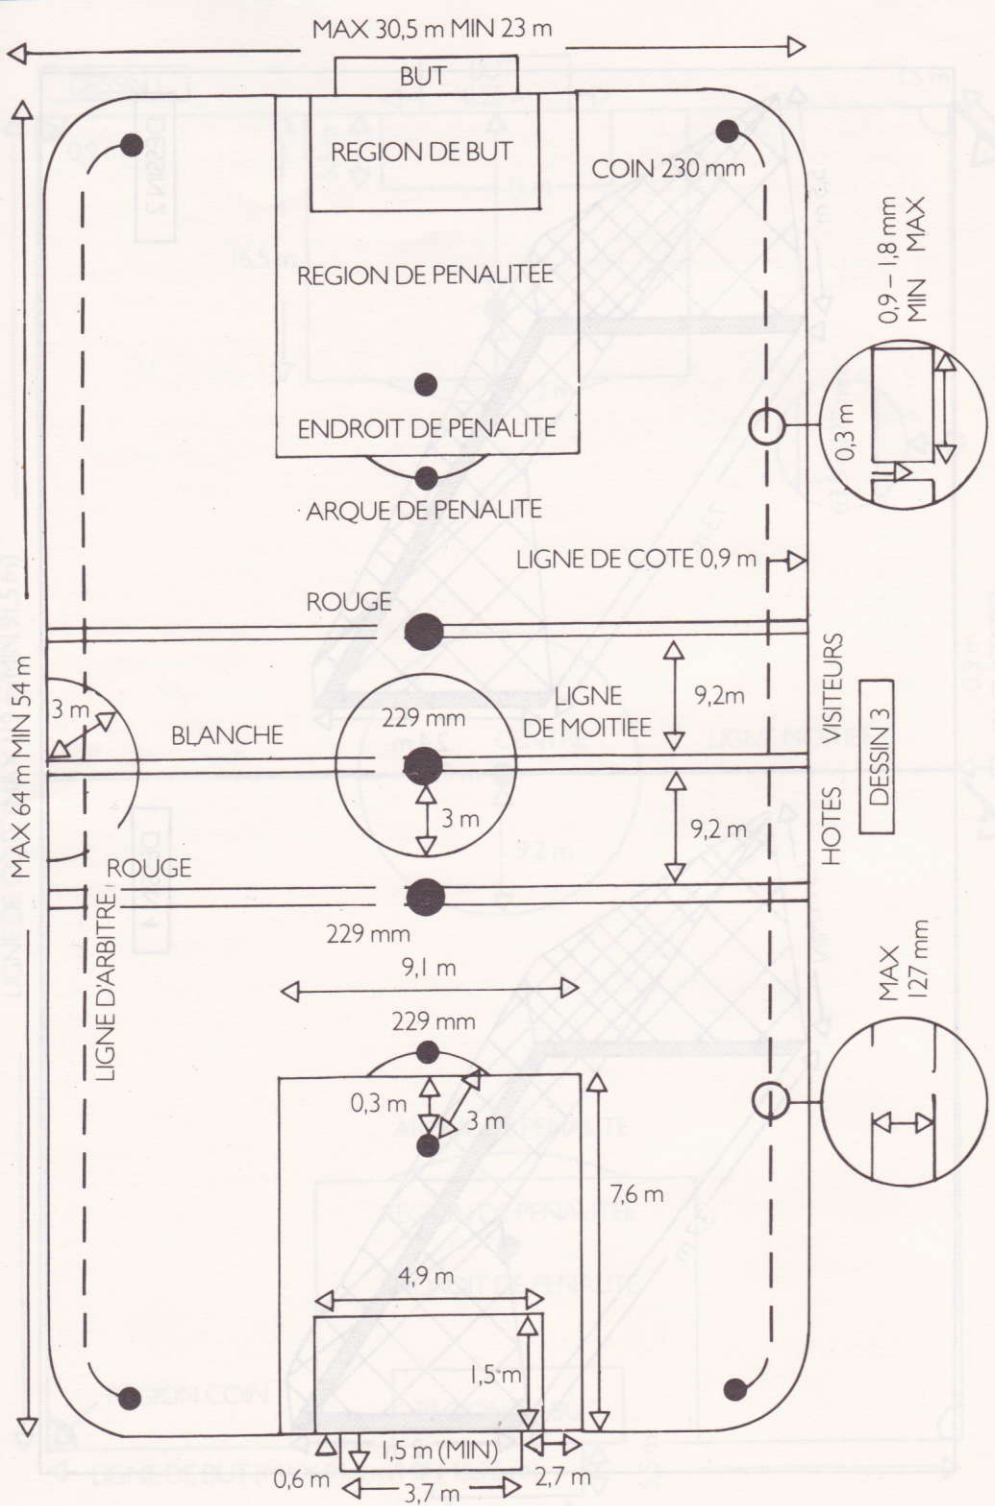 MAX 30,5 m MIN 23 m
BUT
REGION DE BUT
COIN 230 mm
REGION DE PENALITEE
0,9 – 1,8 mm
MIN MAX
0,3 m
ENDROIT DE PENALITE
ARQUE DE PENALITE
LIGNE DE COTE 0,9 m
ROUGE
MAX 64 m MIN 54 m
3 m
BLANCHE
229 mm
LIGNE
DE MOITIEE
9,2m
VISITEURS
HOTES
DESSIN 3
3 m
9,2 m
ROUGE
LIGNE D'ARBITRE
229 mm
9,1 m
229 mm
MAX
127 mm
0,3 m
3 m
7,6 m
4,9 m
1,5 m
1,5 m (MIN)
0,6 m
3,7 m
2,7 m